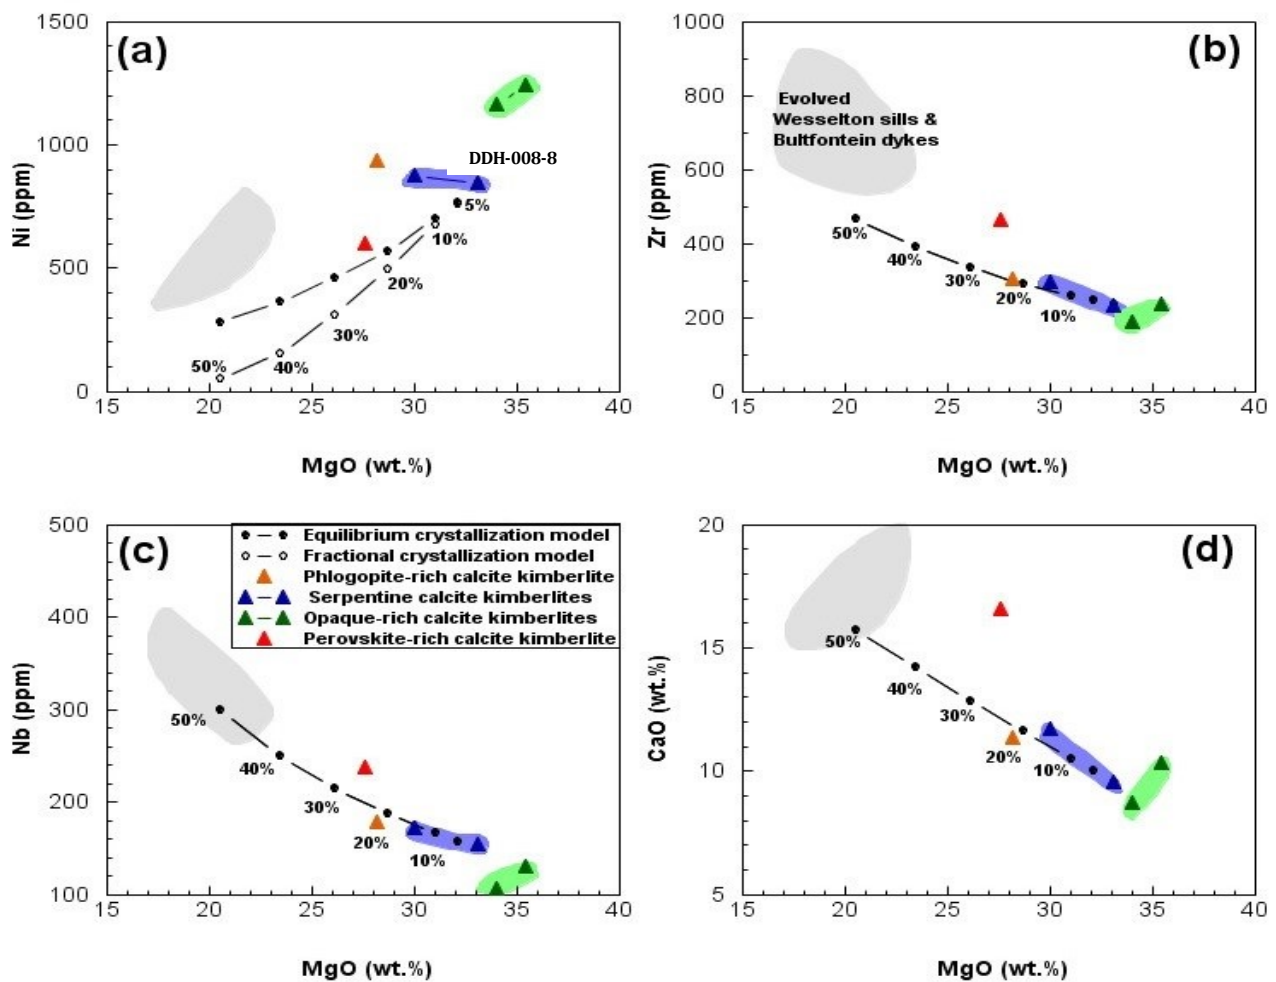 (a)
1500
1000
500
0
Ni (ppm)
DDH-008-8
5%
10%
20%
30%
40%
50%
15 20 25 30 35 40
MgO (wt.%)
(b)
1000
800
600
400
200
0
Zr (ppm)
Evolved
Wesselton sills &
Bultfontein dykes
50%
40%
30%
20%
10%
15 20 25 30 35 40
MgO (wt.%)
(c)
500
400
300
200
100
Nb (ppm)
Equilibrium crystallization model
Fractional crystallization model
Phlogopite-rich calcite kimberlite
Serpentine calcite kimberlites
Opaque-rich calcite kimberlites
Perovskite-rich calcite kimberlite
50%
40%
30%
20%
10%
15 20 25 30 35 40
MgO (wt.%)
(d)
20
15
10
5
CaO (wt.%)
50%
40%
30%
20%
10%
15 20 25 30 35 40
MgO (wt.%)